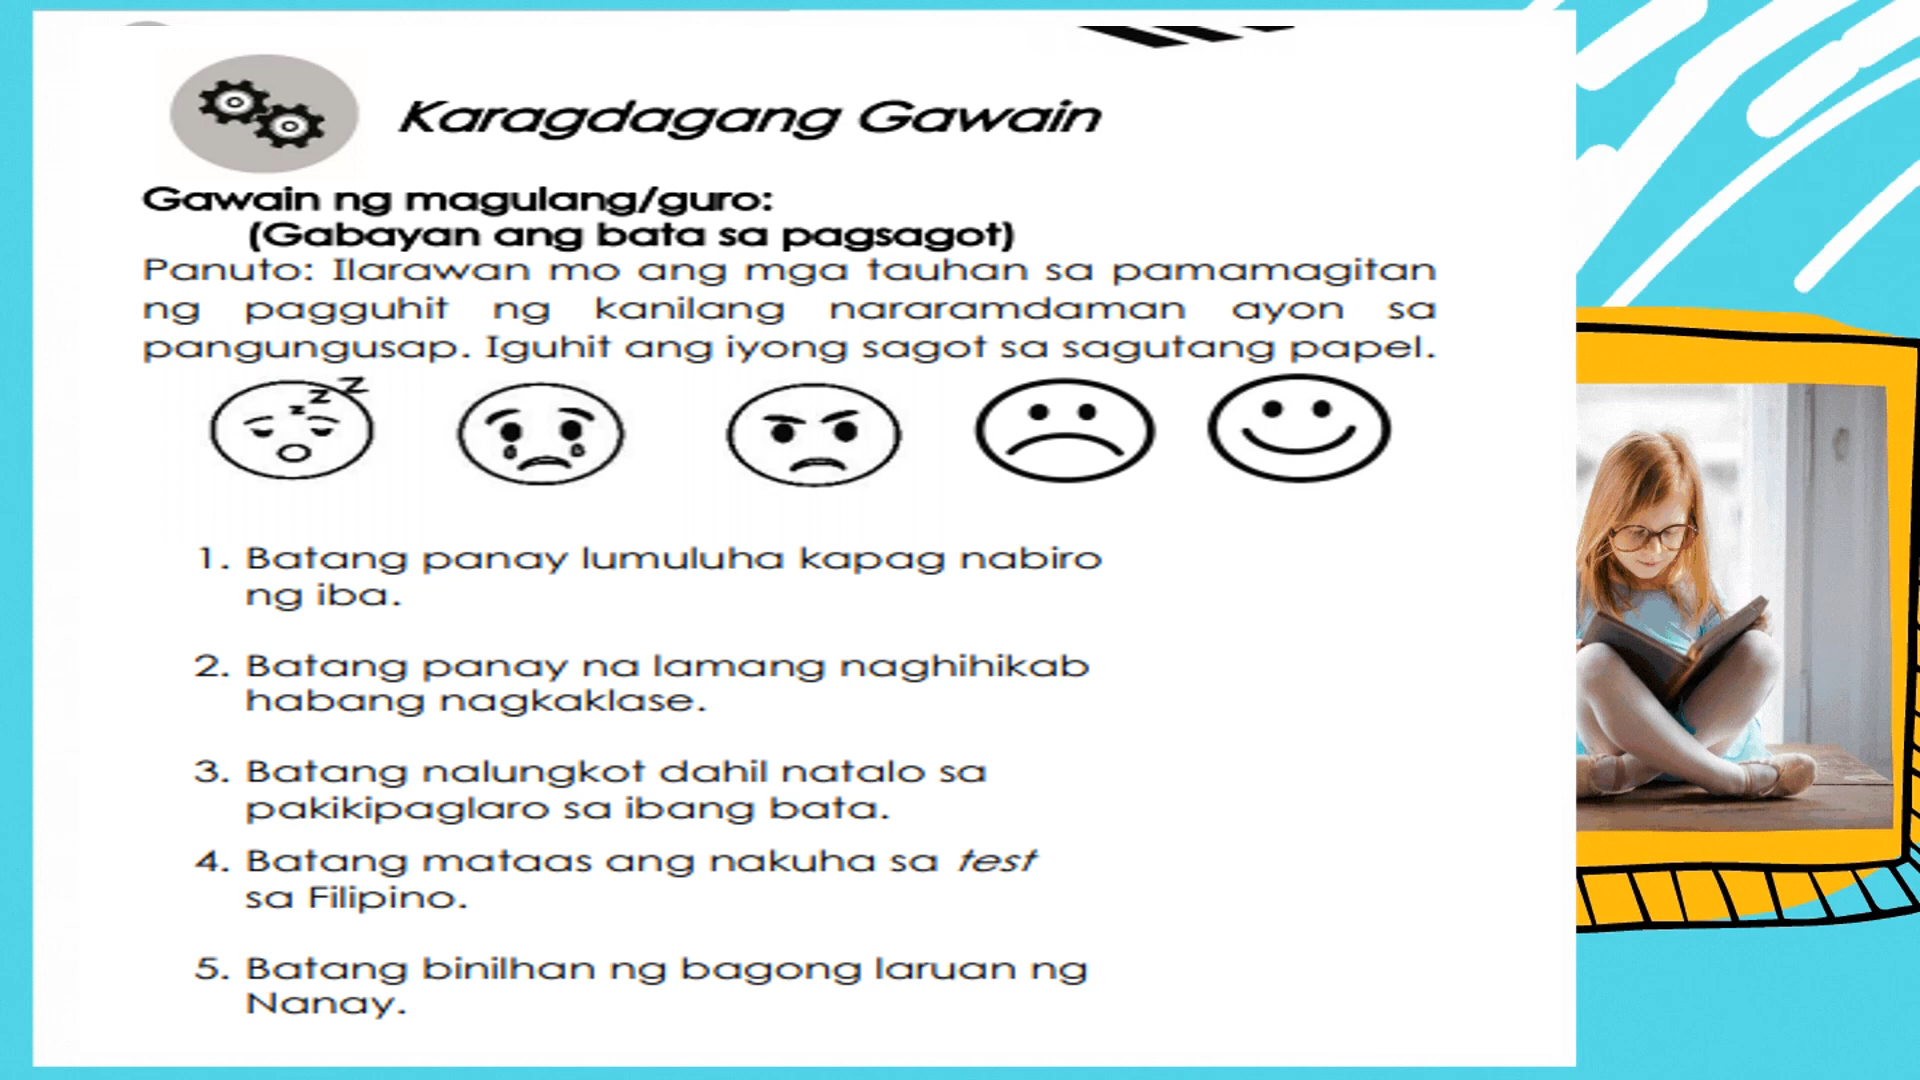 Karagdagang Gawain
Gawain ng magulang/guro:
(Gabayan ang bata sa pagsagot)
Panuto: Ilarawan mo ang mga tauhan sa pamamagitan
ng pagguhit ng kanilang nararamdaman ayon sa
pangungusap. Iguhit ang iyong sagot sa sagutang papel.
z z Z
1. Batang panay lumuluha kapag nabiro
ng iba.
2. Batang panay na lamang naghihikab
habang nagkaklase.
3. Batang nalungkot dahil natalo sa
pakikipaglaro sa ibang bata.
4. Batang mataas ang nakuha sa test
sa Filipino.
5. Batang binilhan ng bagong laruan ng
Nanay.